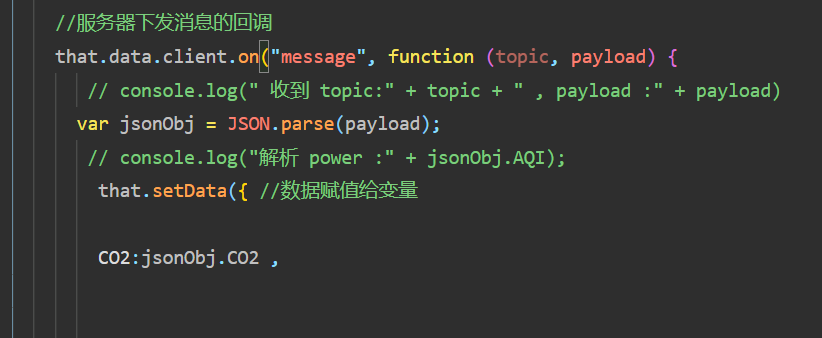 //服务器下发消息的回调
that.data.client.on("message", function (topic, payload) {
// console.log(" 收到 topic:" + topic + " , payload :" + payload)
var jsonObj = JSON.parse(payload);
// console.log("解析 power :" + jsonObj.AQI);
that.setData({ //数据赋值给变量
CO2:jsonObj.CO2 ,